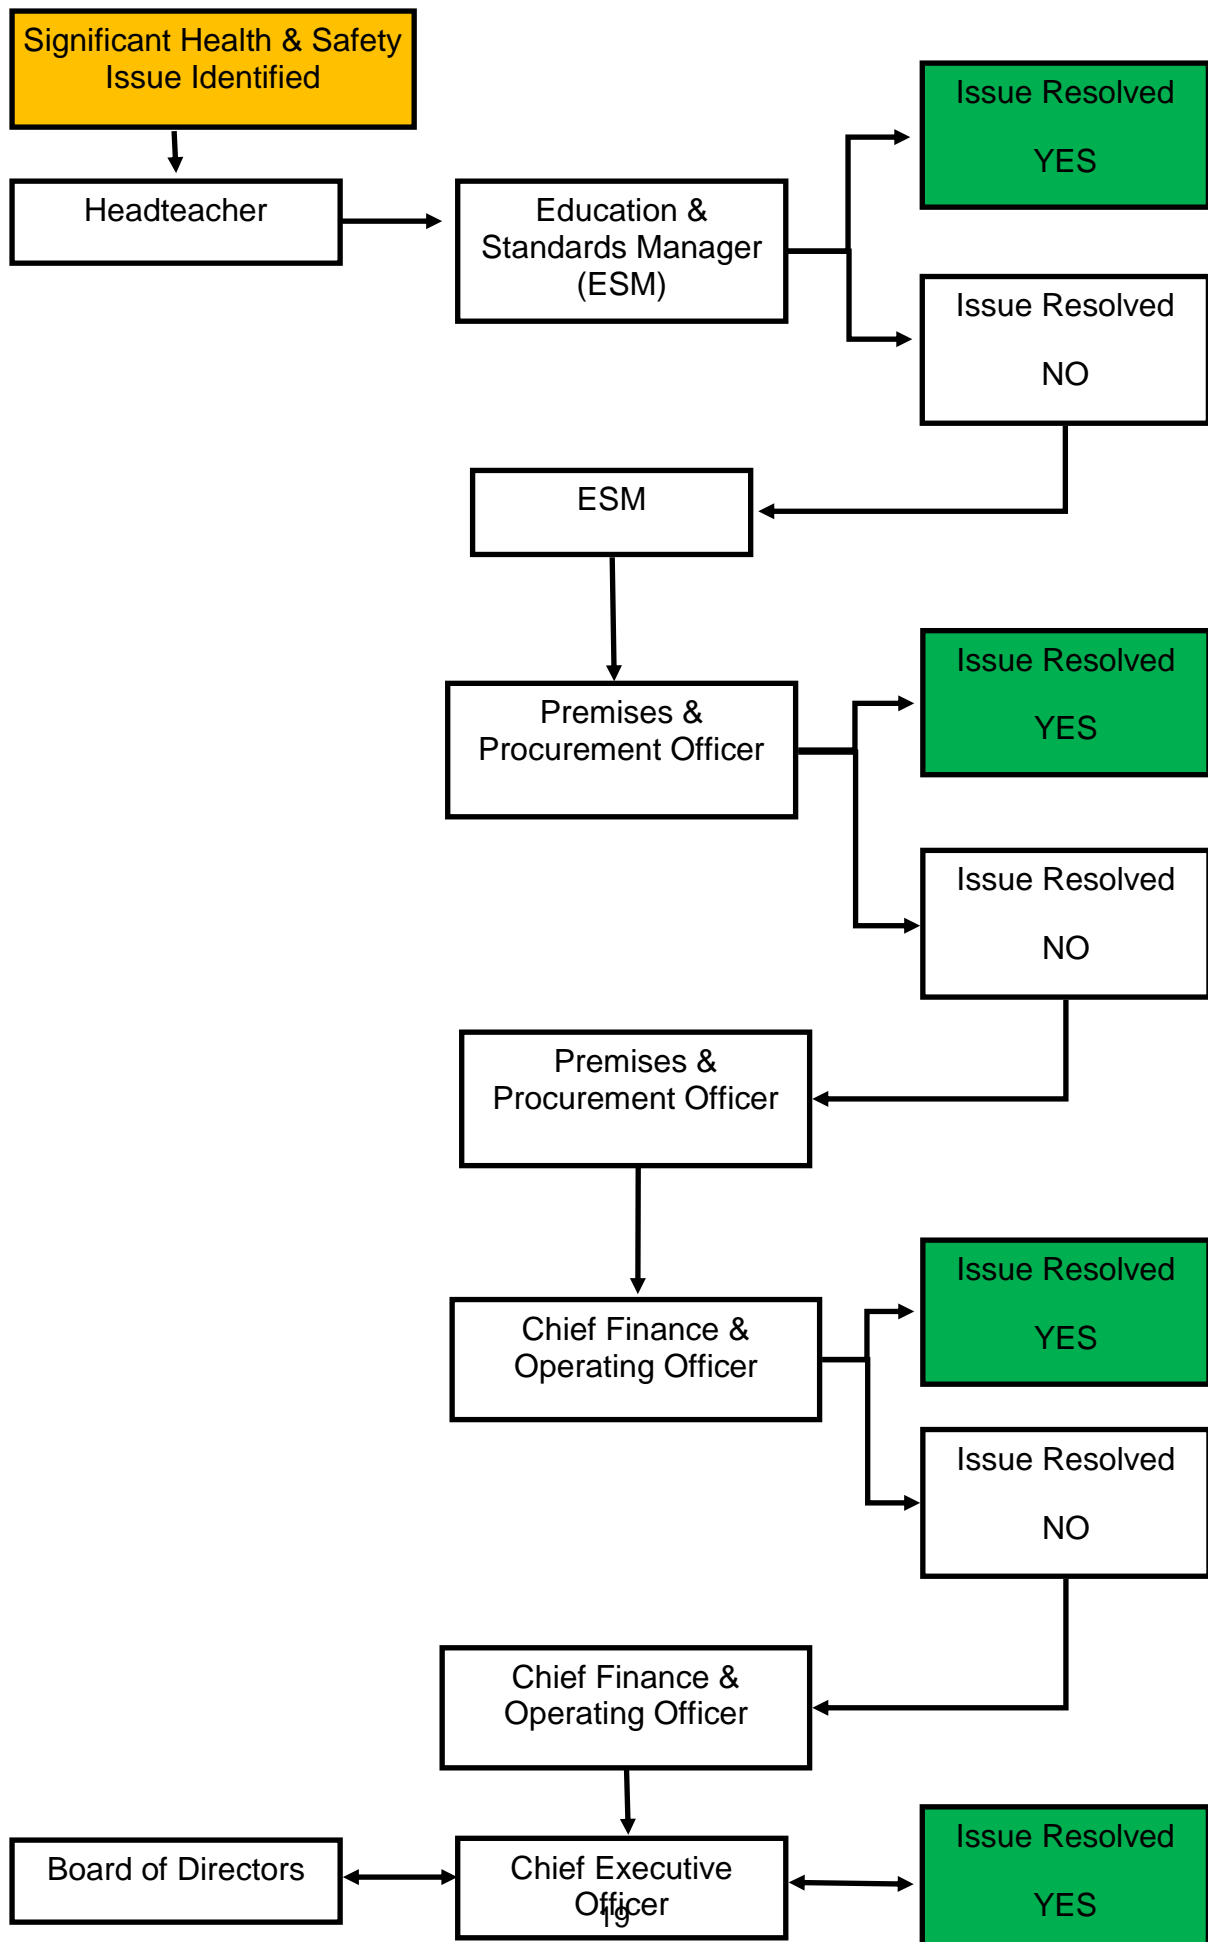 Significant Health & Safety
Issue Identified
Issue Resolved
YES
Headteacher
Education &
Standards Manager
(ESM)
Issue Resolved
NO
ESM
Issue Resolved
YES
Premises &
Procurement Officer
Issue Resolved
NO
Premises &
Procurement Officer
Issue Resolved
YES
Chief Finance &
Operating Officer
Issue Resolved
NO
Chief Finance &
Operating Officer
Board of Directors
Chief Executive
Officer
Issue Resolved
YES
19